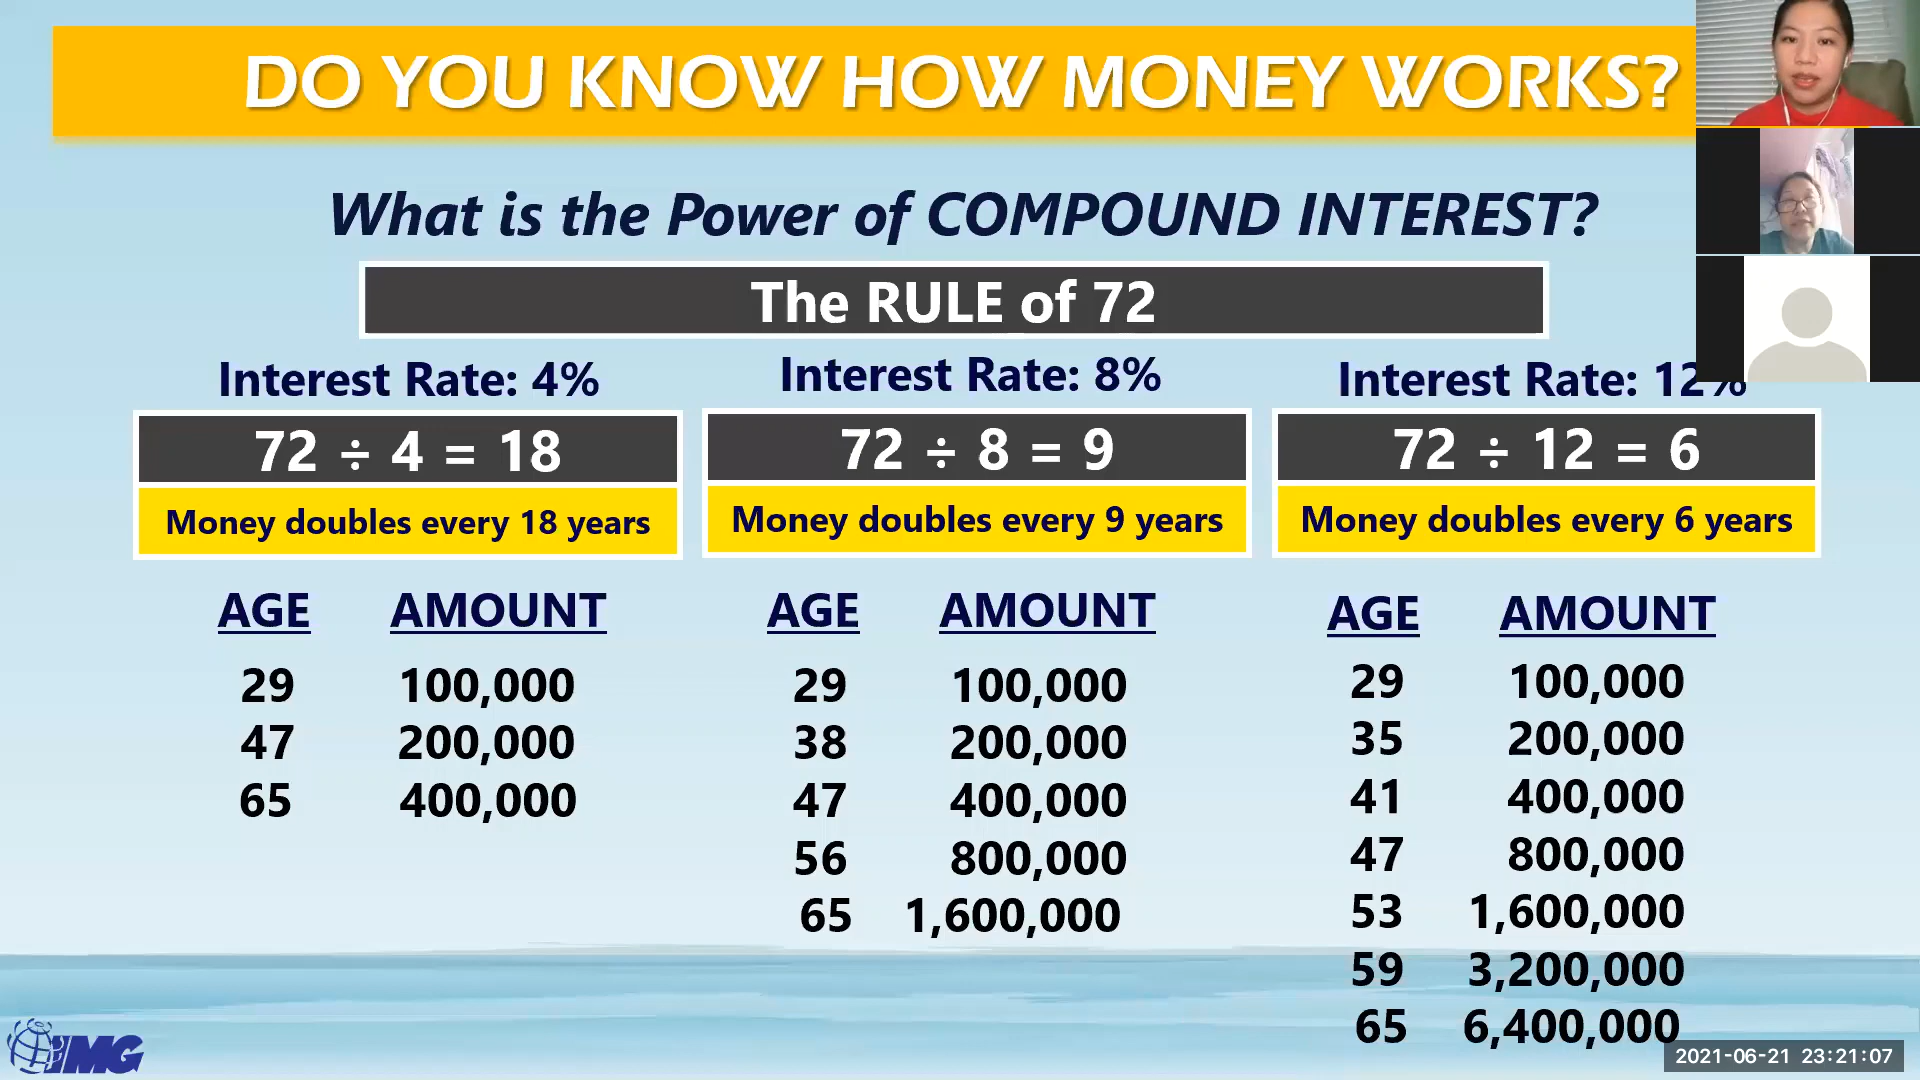 DO YOU KNOW HOW MONEY WORKS?
What is the Power of COMPOUND INTEREST?
The RULE of 72
Interest Rate: 4%
72 ÷ 4 = 18
Money doubles every 18 years
AGE AMOUNT
29 100,000
47 200,000
65 400,000
Interest Rate: 8%
72 ÷ 8 = 9
Money doubles every 9 years
AGE AMOUNT
29 100,000
38 200,000
47 400,000
56 800,000
65 1,600,000
Interest Rate: 12%
72 ÷ 12 = 6
Money doubles every 6 years
AGE AMOUNT
29 100,000
35 200,000
41 400,000
47 800,000
53 1,600,000
59 3,200,000
65 6,400,000
IMG
2021-06-21 23:21:07